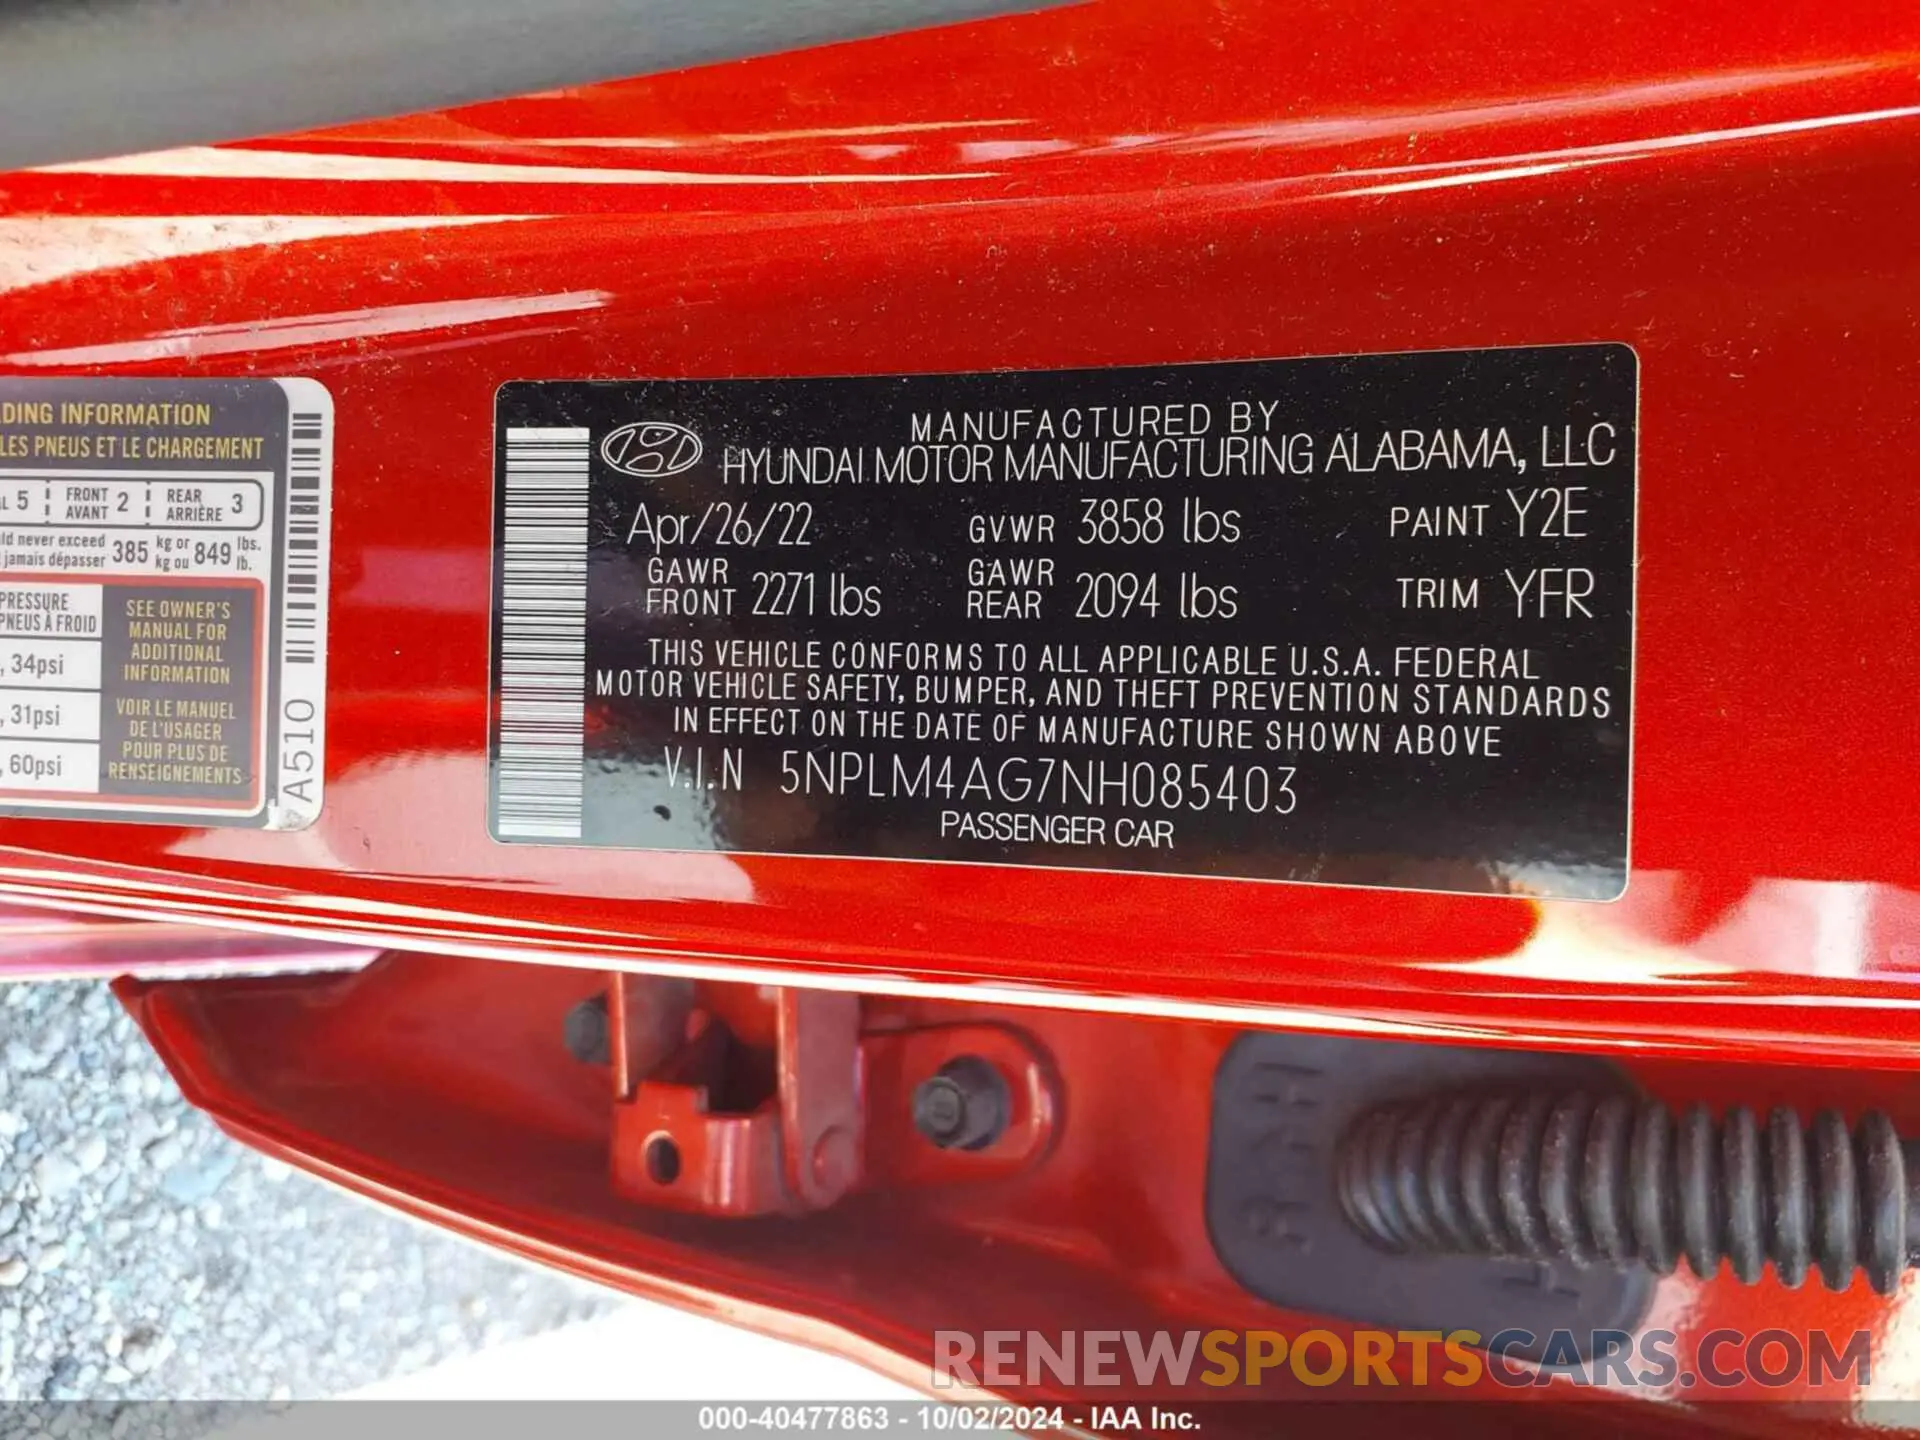 DING INFORMATION
LES PNEUS ET LE CHARGEMENT
5 FRONT AVANT 2 REAR ARRIÈRE 3
never exceed 385 kg or 849 lbs.
jamais dépasser kg ou lb.
PRESSURE
PNEUS À FROID
, 34psi
, 31psi
, 60psi
SEE OWNER'S
MANUAL FOR
ADDITIONAL
INFORMATION
VOIR LE MANUEL
DE L'USAGER
POUR PLUS DE
RENSEIGNEMENTS
A510
MANUFACTURED BY
HYUNDAI MOTOR MANUFACTURING ALABAMA, LLC
Apr/26/22 GVWR 3858 lbs PAINT Y2E
GAWR FRONT 2271 lbs GAWR REAR 2094 lbs TRIM YFR
THIS VEHICLE CONFORMS TO ALL APPLICABLE U.S.A. FEDERAL
MOTOR VEHICLE SAFETY, BUMPER, AND THEFT PREVENTION STANDARDS
IN EFFECT ON THE DATE OF MANUFACTURE SHOWN ABOVE
V.I.N 5NPLM4AG7NH085403
PASSENGER CAR
RENEWSPORTSCARS.COM
000-40477863 - 10/02/2024 - IAA Inc.